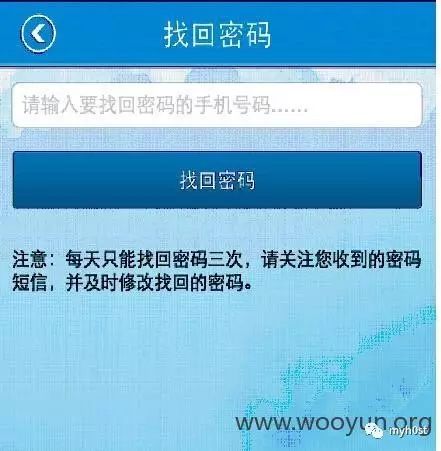 找回密码
请输入要找回密码的手机号码......
找回密码
注意：每天只能找回密码三次，请关注您收到的密码
短信，并及时修改找回的密码。
www.wooyun.org
myh0st